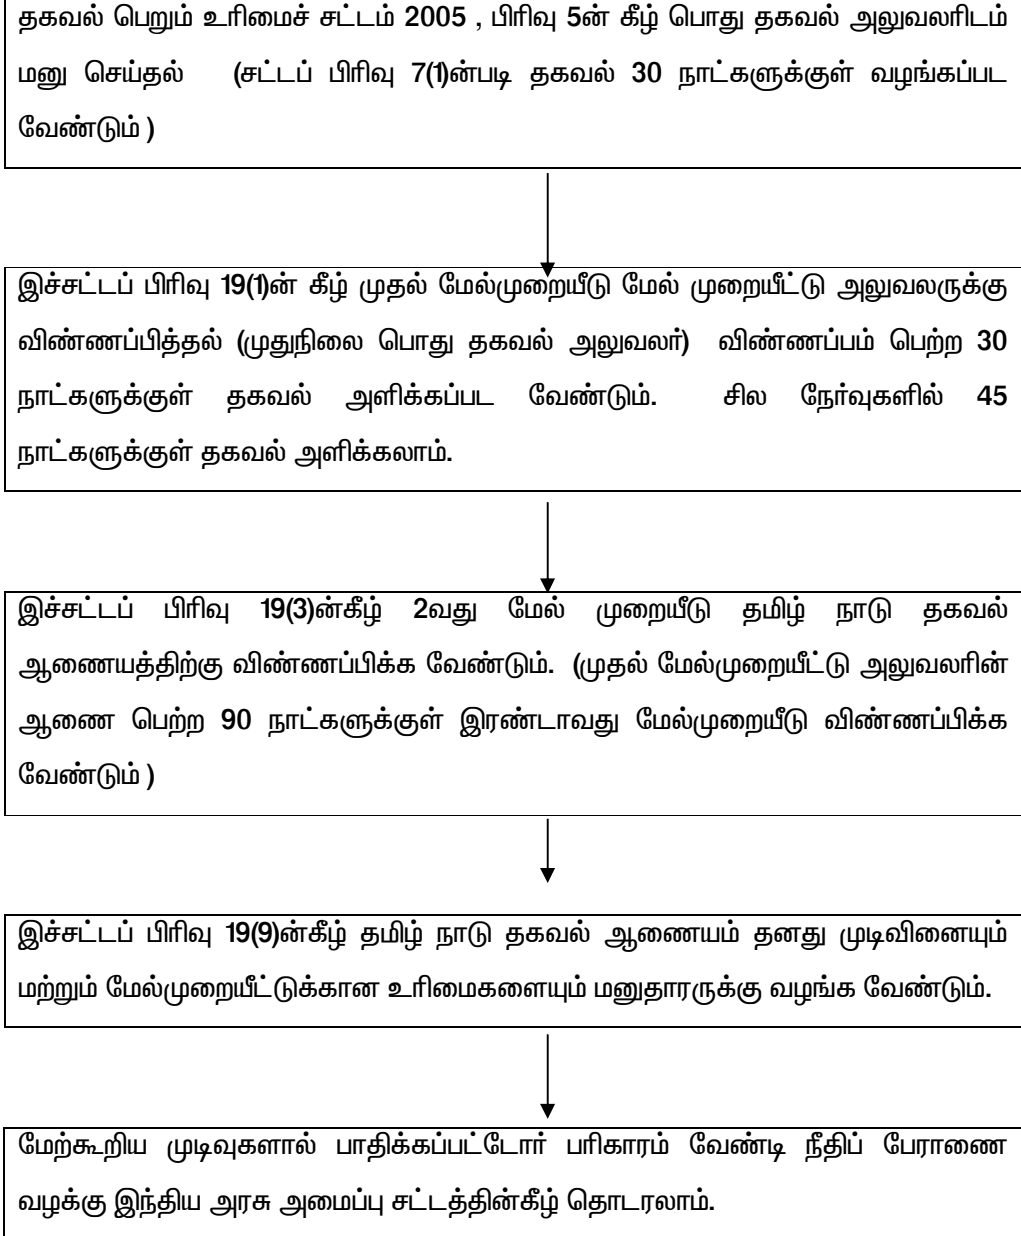 தகவல் பெறும் உரிமைச் சட்டம் 2005 , பிரிவு 5ன் கீழ் பொது தகவல் அலுவலரிடம்
மனு செய்தல் (சட்டப் பிரிவு 7(1)ன்படி தகவல் 30 நாட்களுக்குள் வழங்கப்பட
வேண்டும் )
இச்சட்டப் பிரிவு 19(1)ன் கீழ் முதல் மேல்முறையீடு மேல் முறையீட்டு அலுவலருக்கு
விண்ணப்பித்தல் (முதுநிலை பொது தகவல் அலுவலர்) விண்ணப்பம் பெற்ற 30
நாட்களுக்குள் தகவல் அளிக்கப்பட வேண்டும். சில நேர்வுகளில் 45
நாட்களுக்குள் தகவல் அளிக்கலாம்.
இச்சட்டப் பிரிவு 19(3)ன்கீழ் 2வது மேல் முறையீடு தமிழ் நாடு தகவல்
ஆணையத்திற்கு விண்ணப்பிக்க வேண்டும். (முதல் மேல்முறையீட்டு அலுவலரின்
ஆணை பெற்ற 90 நாட்களுக்குள் இரண்டாவது மேல்முறையீடு விண்ணப்பிக்க
வேண்டும் )
இச்சட்டப் பிரிவு 19(9)ன்கீழ் தமிழ் நாடு தகவல் ஆணையம் தனது முடிவினையும்
மற்றும் மேல்முறையீட்டுக்கான உரிமைகளையும் மனுதாரருக்கு வழங்க வேண்டும்.
மேற்கூறிய முடிவுகளால் பாதிக்கப்பட்டோர் பரிகாரம் வேண்டி நீதிப் பேராணை
வழக்கு இந்திய அரசு அமைப்பு சட்டத்தின்கீழ் தொடரலாம்.